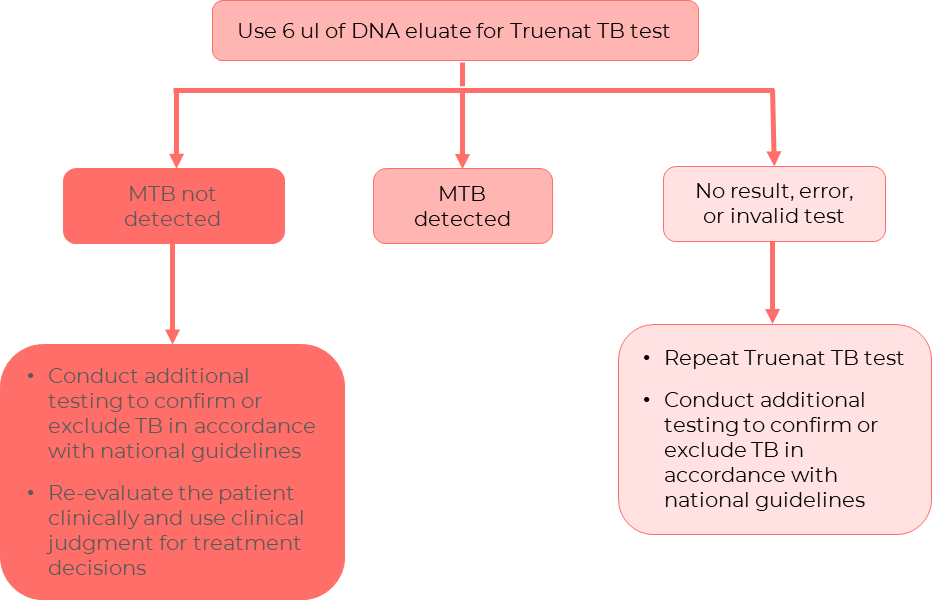 Use 6 ul of DNA eluate for Truenat TB test
MTB not
detected
MTB
detected
No result, error,
or invalid test
• Conduct additional
testing to confirm or
exclude TB in accordance
with national guidelines
• Re-evaluate the patient
clinically and use clinical
judgment for treatment
decisions
• Repeat Truenat TB test
• Conduct additional
testing to confirm or
exclude TB in
accordance with
national guidelines